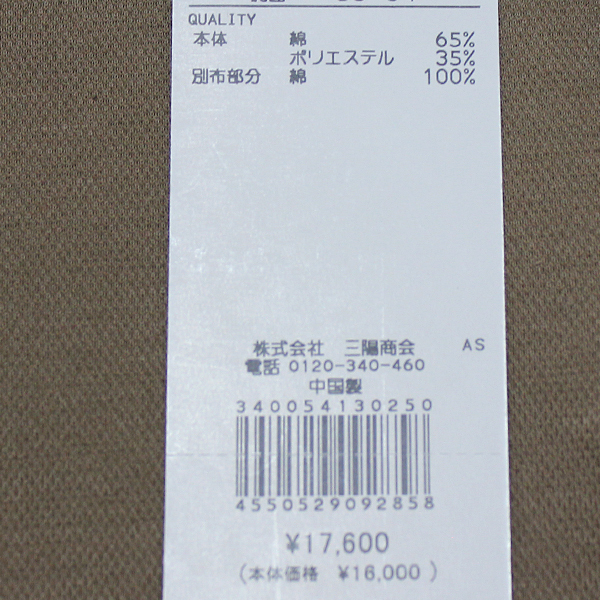 QUALITY
本体 綿 65%
ポリエステル 35%
別布部分 綿 100%
株式会社 三陽商会 AS
電話 0120-340-460
中国製
340054130250
4550529092858
¥17,600
(本体価格 ¥16,000 )